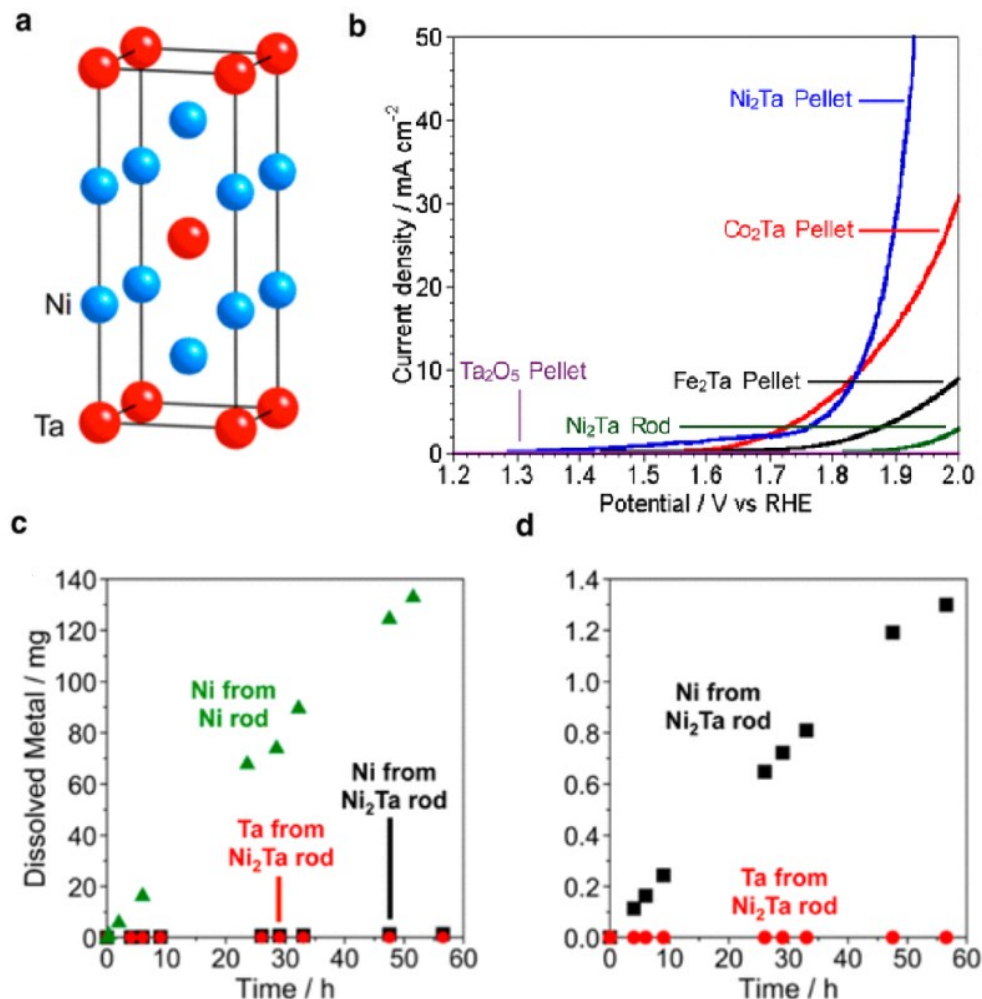 a
Ni
Ta
b
Current density / mA cm⁻²
50
40
30
20
10
0
Ni₂Ta Pellet
Co₂Ta Pellet
Ta₂O₅ Pellet
Fe₂Ta Pellet
Ni₂Ta Rod
1.2 1.3 1.4 1.5 1.6 1.7 1.8 1.9 2.0
Potential / V vs RHE
c
Dissolved Metal / mg
140
120
100
80
60
40
20
0
Ni from
Ni rod
Ni from
Ni₂Ta rod
Ta from
Ni₂Ta rod
0 10 20 30 40 50 60
Time / h
d
1.4
1.2
1.0
0.8
0.6
0.4
0.2
0.0
Ni from
Ni₂Ta rod
Ta from
Ni₂Ta rod
0 10 20 30 40 50 60
Time / h